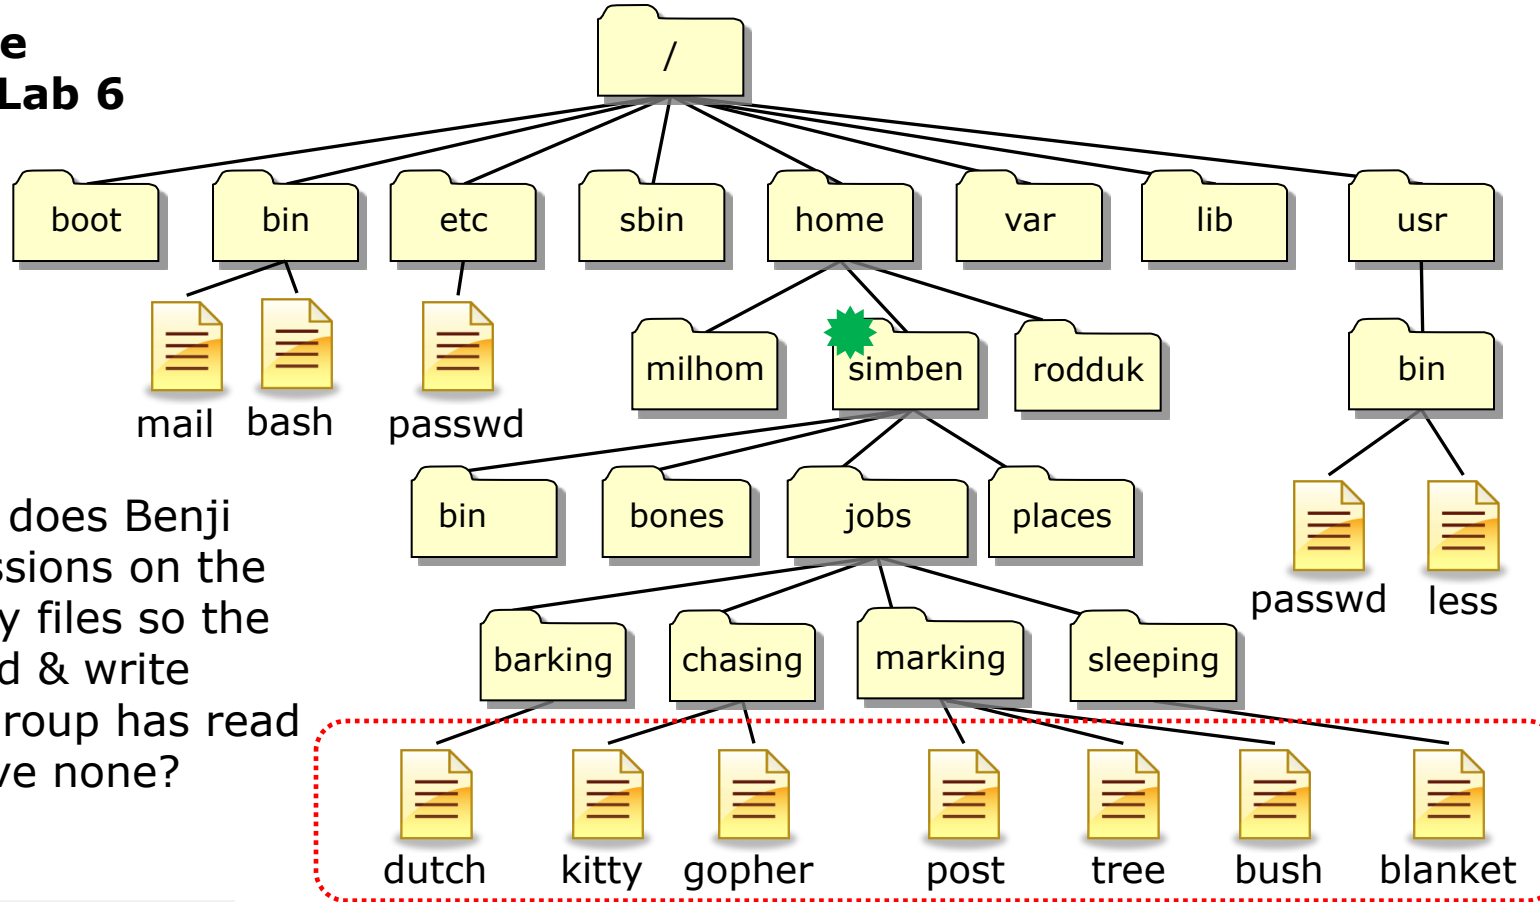 e
Lab 6
/
boot bin etc sbin home var lib usr
mail bash passwd
milhom simben rodduk bin
bin bones jobs places
passwd less
does Benji
ssions on the
y files so the
d & write
roup has read
ve none?
barking chasing marking sleeping
dutch kitty gopher post tree bush blanket